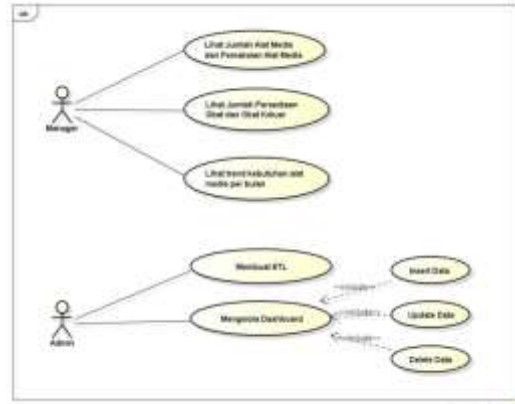 uc
Lihat Jumlah Alat Medis
dan Pemakaian Alat Medis
Lihat Jumlah Persediaan
Obat dan Obat Keluar
Manager
Lihat trend kebutuhan alat
medis per bulan
Membuat ETL
Insert Data
Mengelola Dashboard
Update Data
Admin
Delete Data